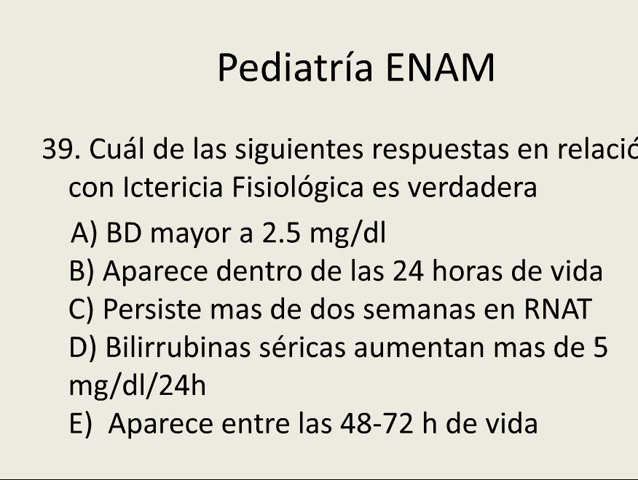 Pediatría ENAM
39. Cuál de las siguientes respuestas en relació
con Ictericia Fisiológica es verdadera
A) BD mayor a 2.5 mg/dl
B) Aparece dentro de las 24 horas de vida
C) Persiste mas de dos semanas en RNAT
D) Bilirrubinas séricas aumentan mas de 5
mg/dl/24h
E) Aparece entre las 48-72 h de vida